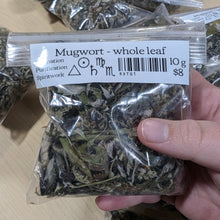 Mugwort - whole leaf
Purification
Spiritwork
10 g
$8